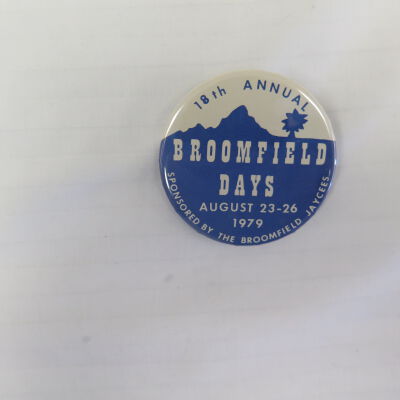 18th ANNUAL
BROOMFIELD
DAYS
AUGUST 23-26
1979
SPONSORED BY THE BROOMFIELD JAYCEES